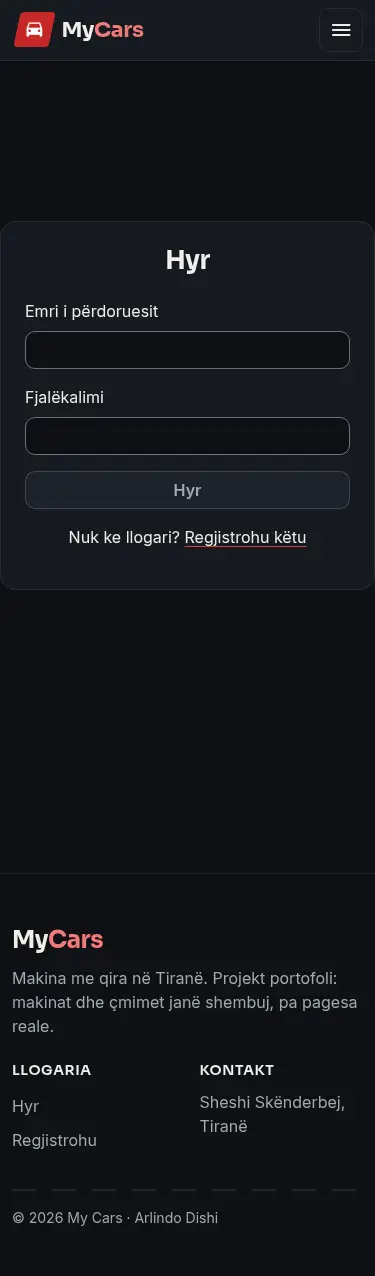 MyCars
Hyr
Emri i përdoruesit
Fjalëkalimi
Hyr
Nuk ke llogari? Regjistrohu këtu
MyCars
Makina me qira në Tiranë. Projekt portofoli:
makinat dhe çmimet janë shembuj, pa pagesa
reale.
LLOGARIA
Hyr
Regjistrohu
KONTAKT
Sheshi Skënderbej,
Tiranë
© 2026 My Cars · Arlindo Dishi